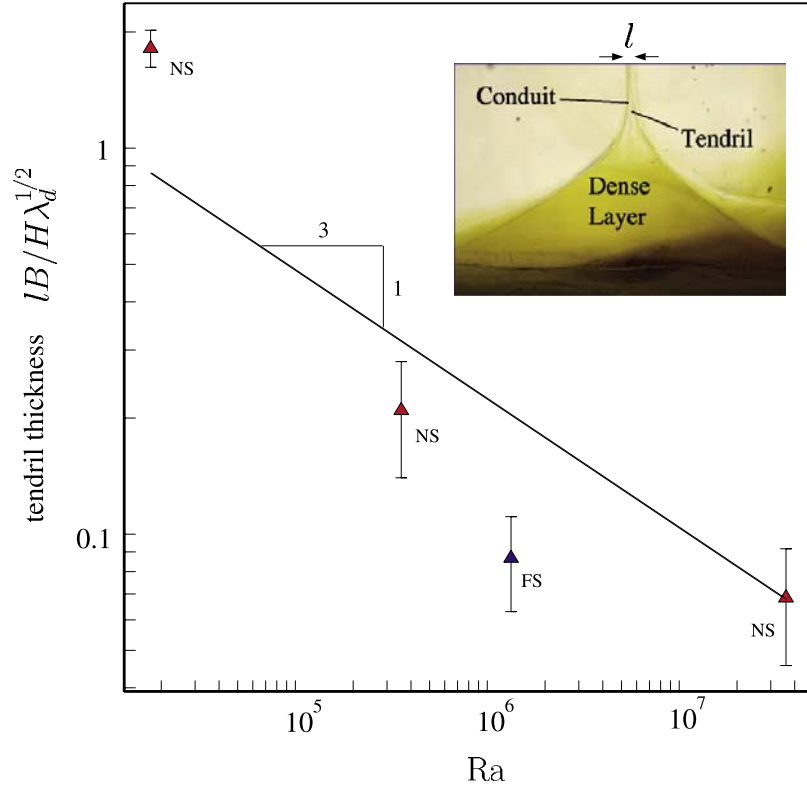 NS
l
Conduit
Tendril
Dense
Layer
1
3
1
NS
0.1
FS
NS
tendril thickness lB/Hλ_d^{1/2}
10^5
10^6
10^7
Ra